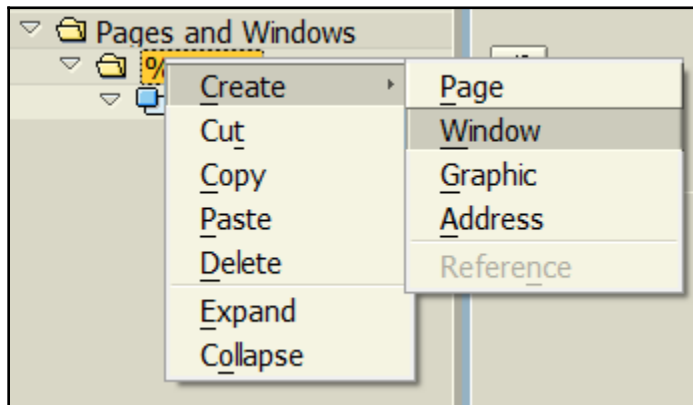 Pages and Windows
%
Create
Cut
Copy
Paste
Delete
Expand
Collapse
Page
Window
Graphic
Address
Reference